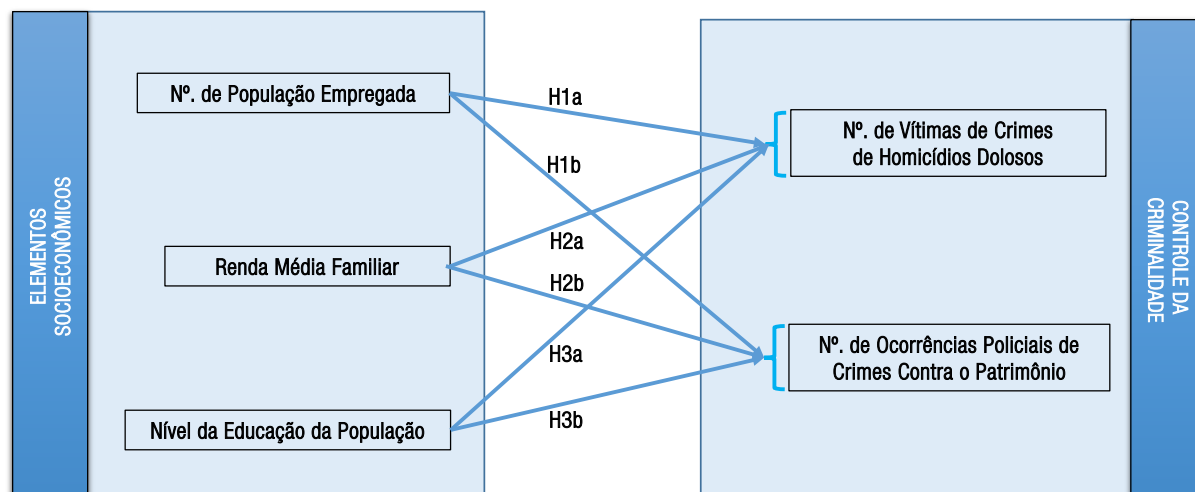 ELEMENTOS
SOCIOECONÔMICOS
Nº. de População Empregada
Renda Média Familiar
Nível da Educação da População
H1a
H1b
H2a
H2b
H3a
H3b
Nº. de Vítimas de Crimes
de Homicídios Dolosos
Nº. de Ocorrências Policiais de
Crimes Contra o Patrimônio
CONTROLE DA
CRIMINALIDADE